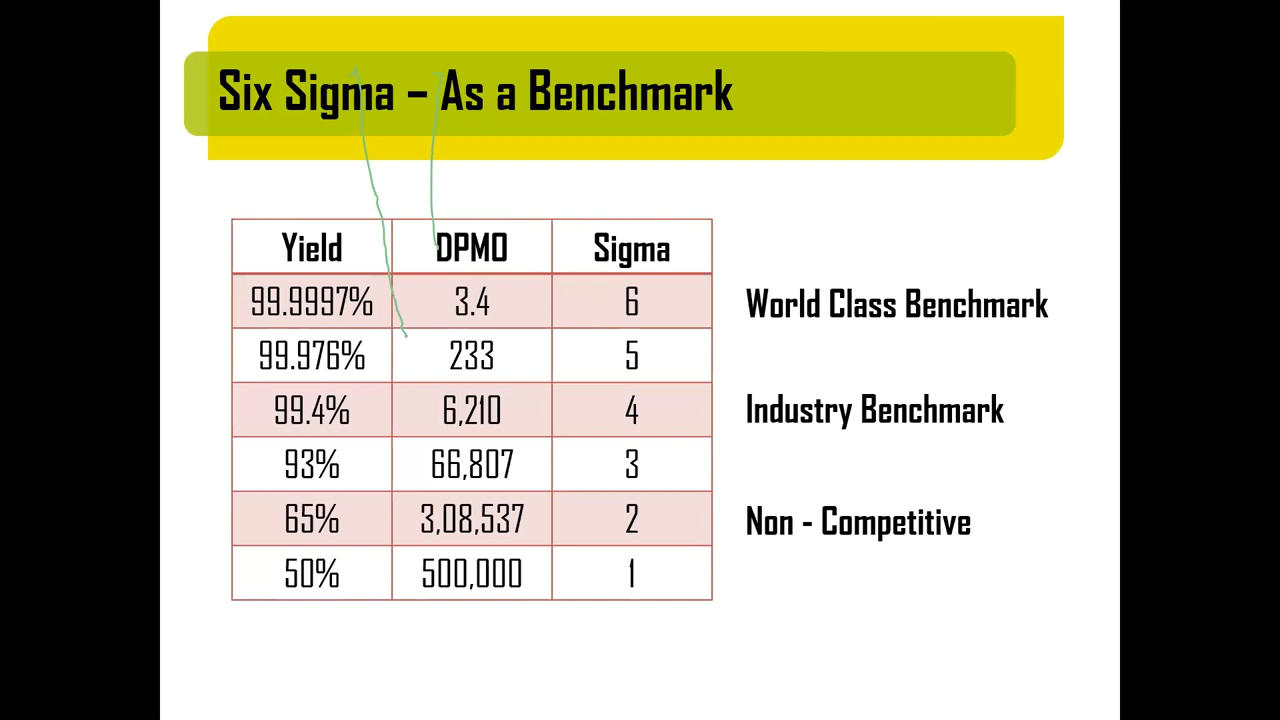 Six Sigma – As a Benchmark
Yield DPMO Sigma
99.9997% 3.4 6 World Class Benchmark
99.976% 233 5
99.4% 6,210 4 Industry Benchmark
93% 66,807 3
65% 3,08,537 2 Non - Competitive
50% 500,000 1